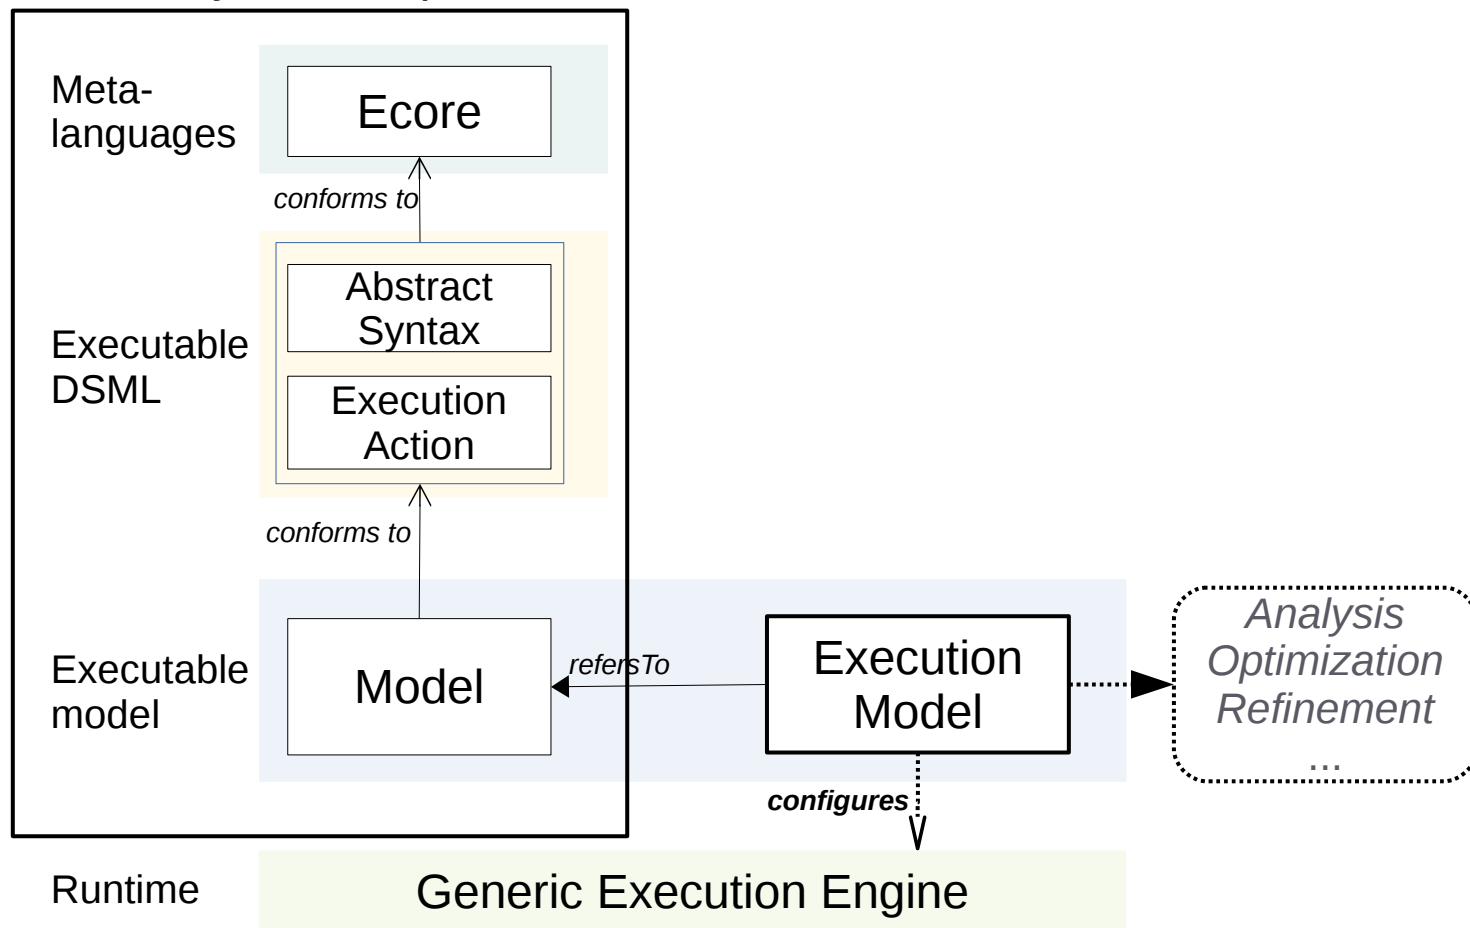 Meta-
languages
Ecore
conforms to
Executable
DSML
Abstract
Syntax
Execution
Action
conforms to
Executable
model
Model
refersTo
Execution
Model
Analysis
Optimization
Refinement
...
configures
Runtime
Generic Execution Engine